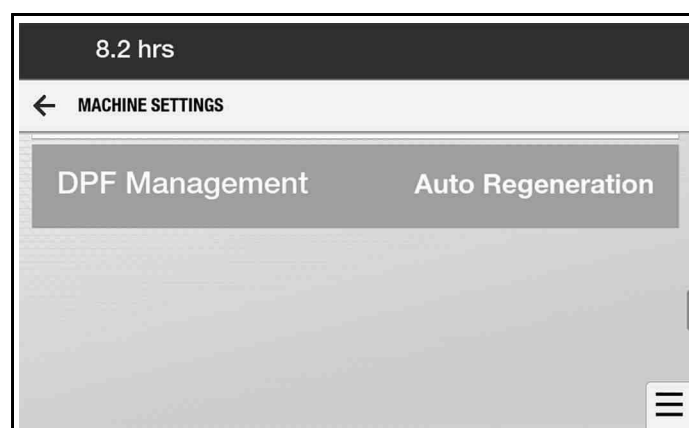 8.2 hrs
MACHINE SETTINGS
DPF Management Auto Regeneration